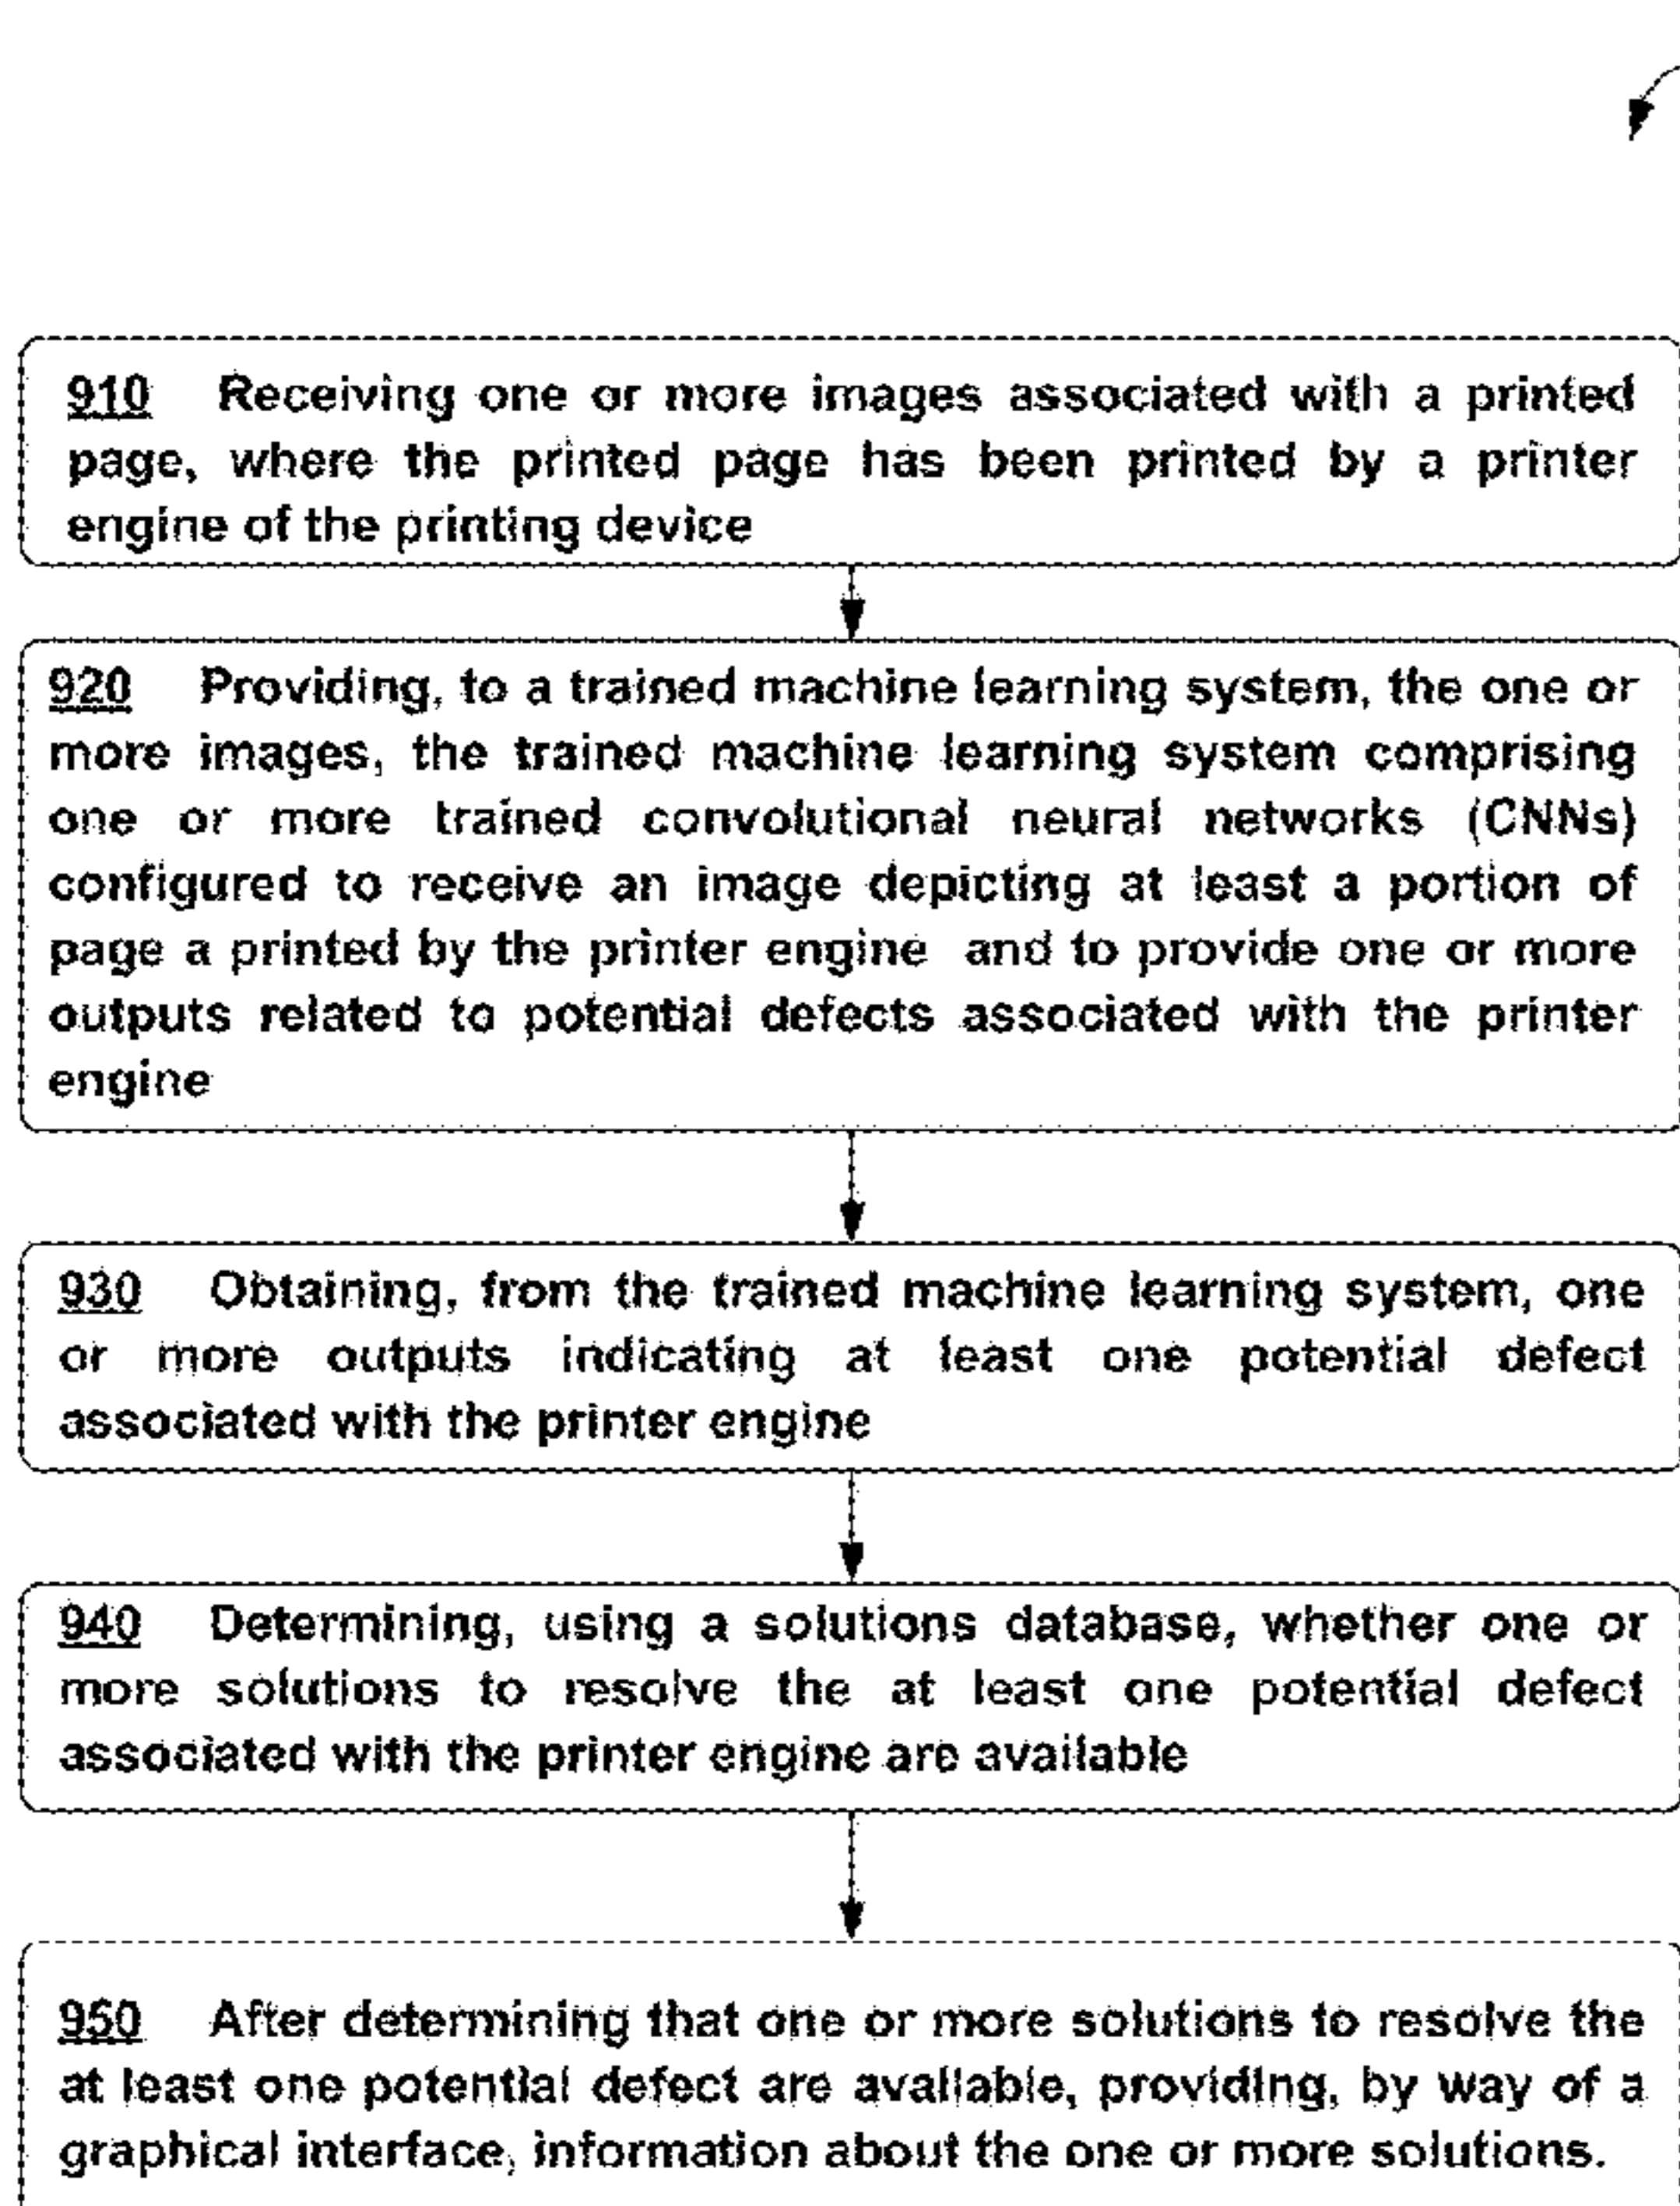 910 Receiving one or more images associated with a printed
page, where the printed page has been printed by a printer
engine of the printing device
920 Providing, to a trained machine learning system, the one or
more images, the trained machine learning system comprising
one or more trained convolutional neural networks (CNNs)
configured to receive an image depicting at least a portion of
page a printed by the printer engine and to provide one or more
outputs related to potential defects associated with the printer
engine
930 Obtaining, from the trained machine learning system, one
or more outputs indicating at least one potential defect
associated with the printer engine
940 Determining, using a solutions database, whether one or
more solutions to resolve the at least one potential defect
associated with the printer engine are available
950 After determining that one or more solutions to resolve the
at least one potential defect are available, providing, by way of a
graphical interface, information about the one or more solutions.